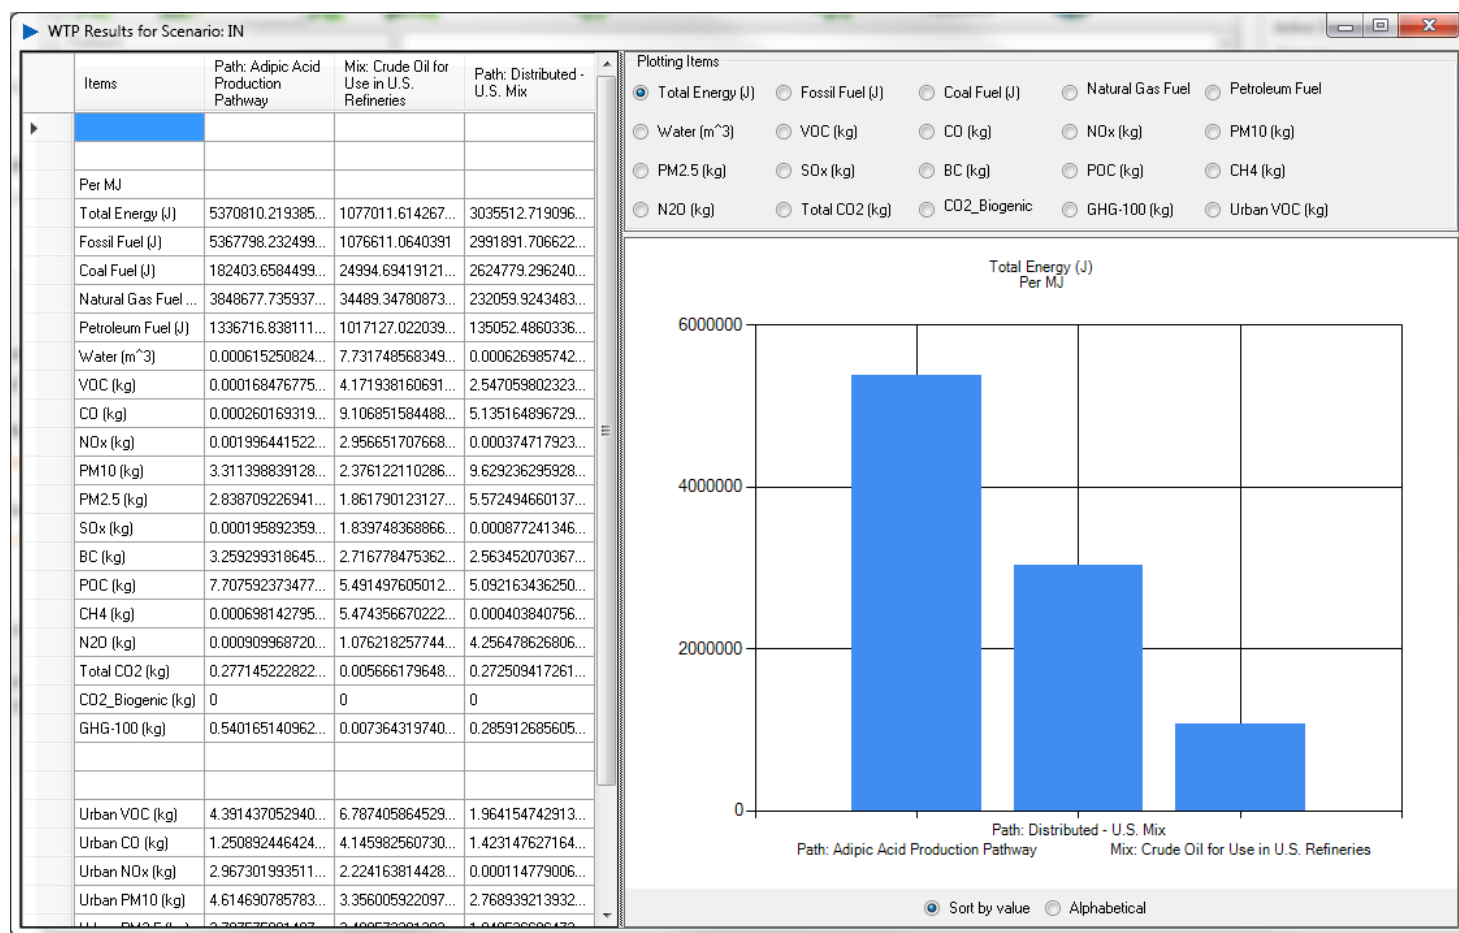 WTP Results for Scenario: IN
Items
Path: Adipic Acid Production Pathway
Mix: Crude Oil for Use in U.S. Refineries
Path: Distributed - U.S. Mix
Per MJ
Total Energy (J) 5370810.219385... 1077011.614267... 3035512.719096...
Fossil Fuel (J) 5367798.232499... 1076611.0640391 2991891.706622...
Coal Fuel (J) 182403.6584499... 24994.69419121... 2624779.296240...
Natural Gas Fuel ... 3848677.735937... 34489.34780873... 232059.9243483...
Petroleum Fuel (J) 1336716.838111... 1017127.022039... 135052.4860336...
Water (m^3) 0.000615250824... 7.731748568349... 0.000626985742...
VOC (kg) 0.000168476775... 4.171938160691... 2.547059802323...
CO (kg) 0.000260169319... 9.106851584488... 5.135164896729...
NOx (kg) 0.001996441522... 2.956651707668... 0.000374717923...
PM10 (kg) 3.311398839128... 2.376122110286... 9.629236295928...
PM2.5 (kg) 2.838709226941... 1.861790123127... 5.572494660137...
SOx (kg) 0.000195892359... 1.839748368866... 0.000877241346...
BC (kg) 3.259299318645... 2.716778475362... 2.563452070367...
POC (kg) 7.707592373477... 5.491497605012... 5.092163436250...
CH4 (kg) 0.000698142795... 5.474356670222... 0.000403840756...
N2O (kg) 0.000909968720... 1.076218257744... 4.256478626806...
Total CO2 (kg) 0.277145222822... 0.005666179648... 0.272509417261...
CO2_Biogenic (kg) 0 0 0
GHG-100 (kg) 0.540165140962... 0.007364319740... 0.285912685605...
Urban VOC (kg) 4.391437052940... 6.787405864529... 1.964154742913...
Urban CO (kg) 1.250892446424... 4.145982560730... 1.423147627164...
Urban NOx (kg) 2.967301993511... 2.224163814428... 0.000114779006...
Urban PM10 (kg) 4.614690785783... 3.356005922097... 2.768939213932...
Plotting Items
Total Energy (J) Fossil Fuel (J) Coal Fuel (J) Natural Gas Fuel Petroleum Fuel
Water (m^3) VOC (kg) CO (kg) NOx (kg) PM10 (kg)
PM2.5 (kg) SOx (kg) BC (kg) POC (kg) CH4 (kg)
N2O (kg) Total CO2 (kg) CO2_Biogenic GHG-100 (kg) Urban VOC (kg)
Total Energy (J)
Per MJ
6000000
4000000
2000000
0
Path: Distributed - U.S. Mix
Path: Adipic Acid Production Pathway Mix: Crude Oil for Use in U.S. Refineries
Sort by value Alphabetical